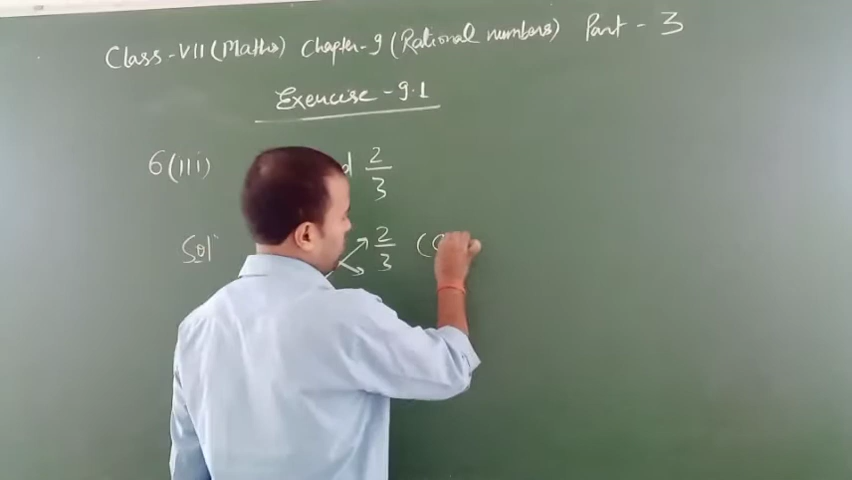 Class-VII (Maths) Chapter-9 (Rational numbers) Part - 3
Exercise - 9.1
6(iii) d 2/3
Sol 2/3 (